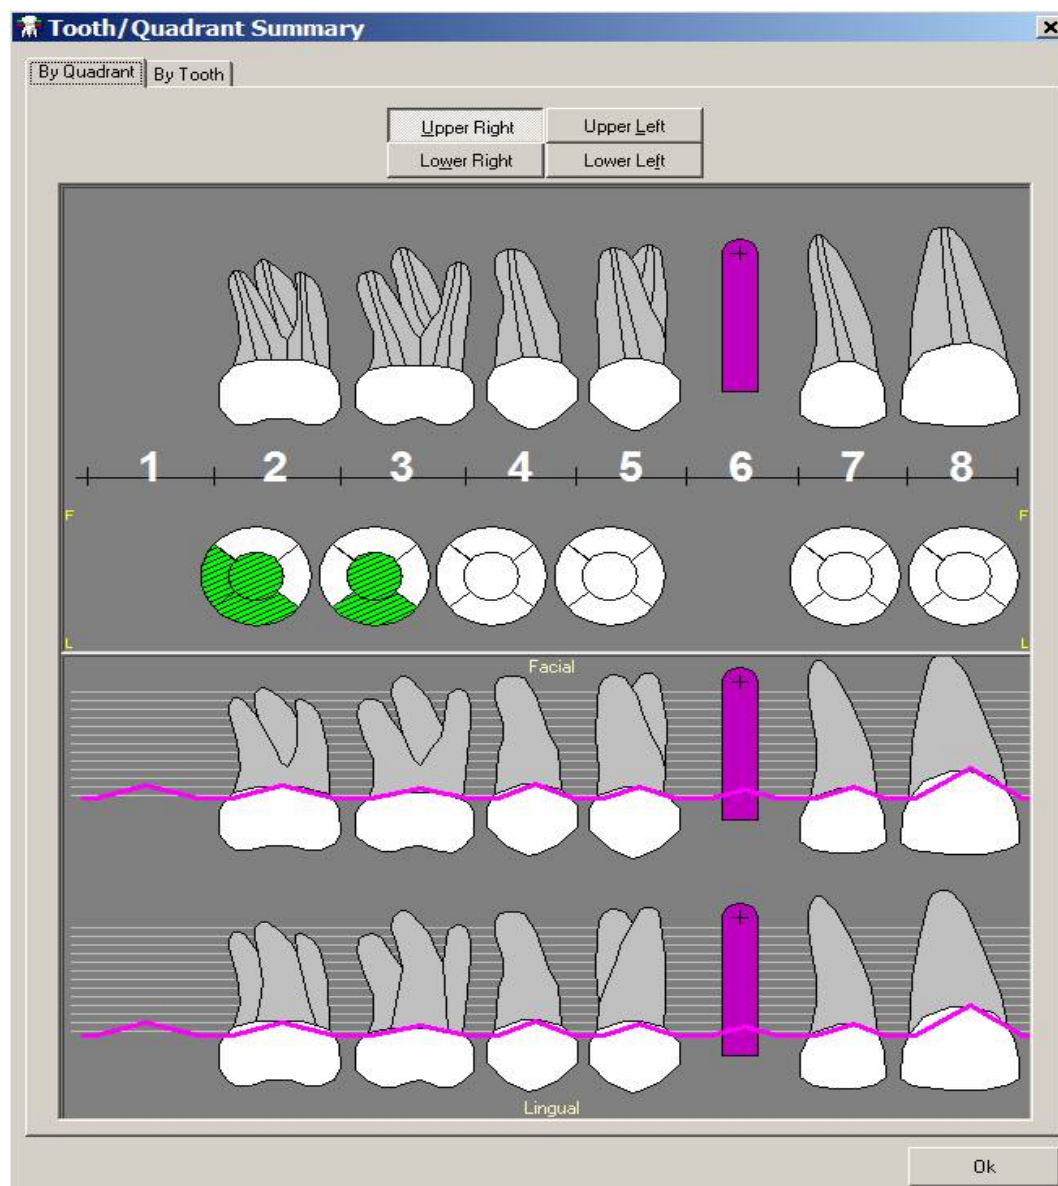 Tooth/Quadrant Summary
By Quadrant By Tooth
Upper Right Upper Left
Lower Right Lower Left
1 2 3 4 5 6 7 8
F F
L L
Facial
Lingual
Ok